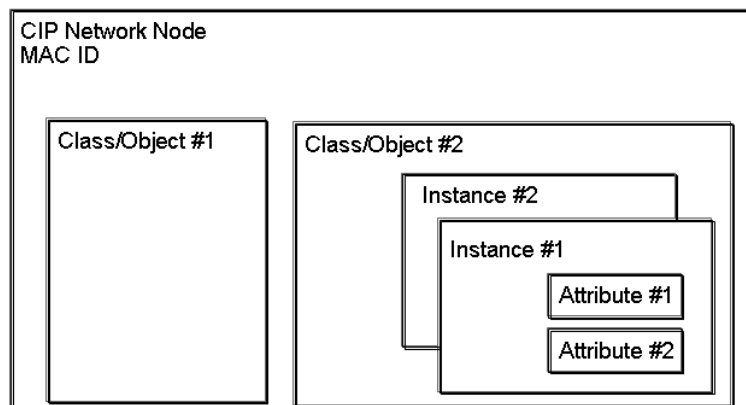 CIP Network Node
MAC ID
Class/Object #1
Class/Object #2
Instance #2
Instance #1
Attribute #1
Attribute #2